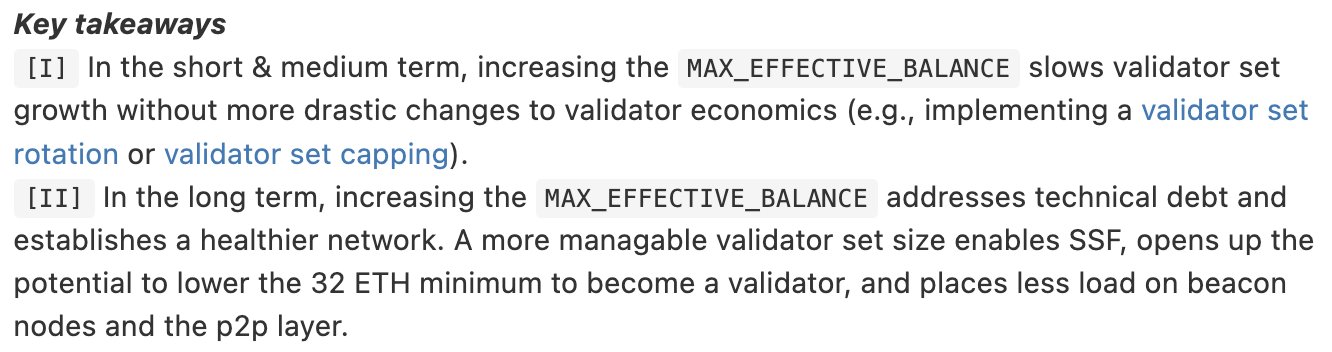 Key takeaways
[I] In the short & medium term, increasing the MAX_EFFECTIVE_BALANCE slows validator set
growth without more drastic changes to validator economics (e.g., implementing a validator set
rotation or validator set capping).
[II] In the long term, increasing the MAX_EFFECTIVE_BALANCE addresses technical debt and
establishes a healthier network. A more managable validator set size enables SSF, opens up the
potential to lower the 32 ETH minimum to become a validator, and places less load on beacon
nodes and the p2p layer.